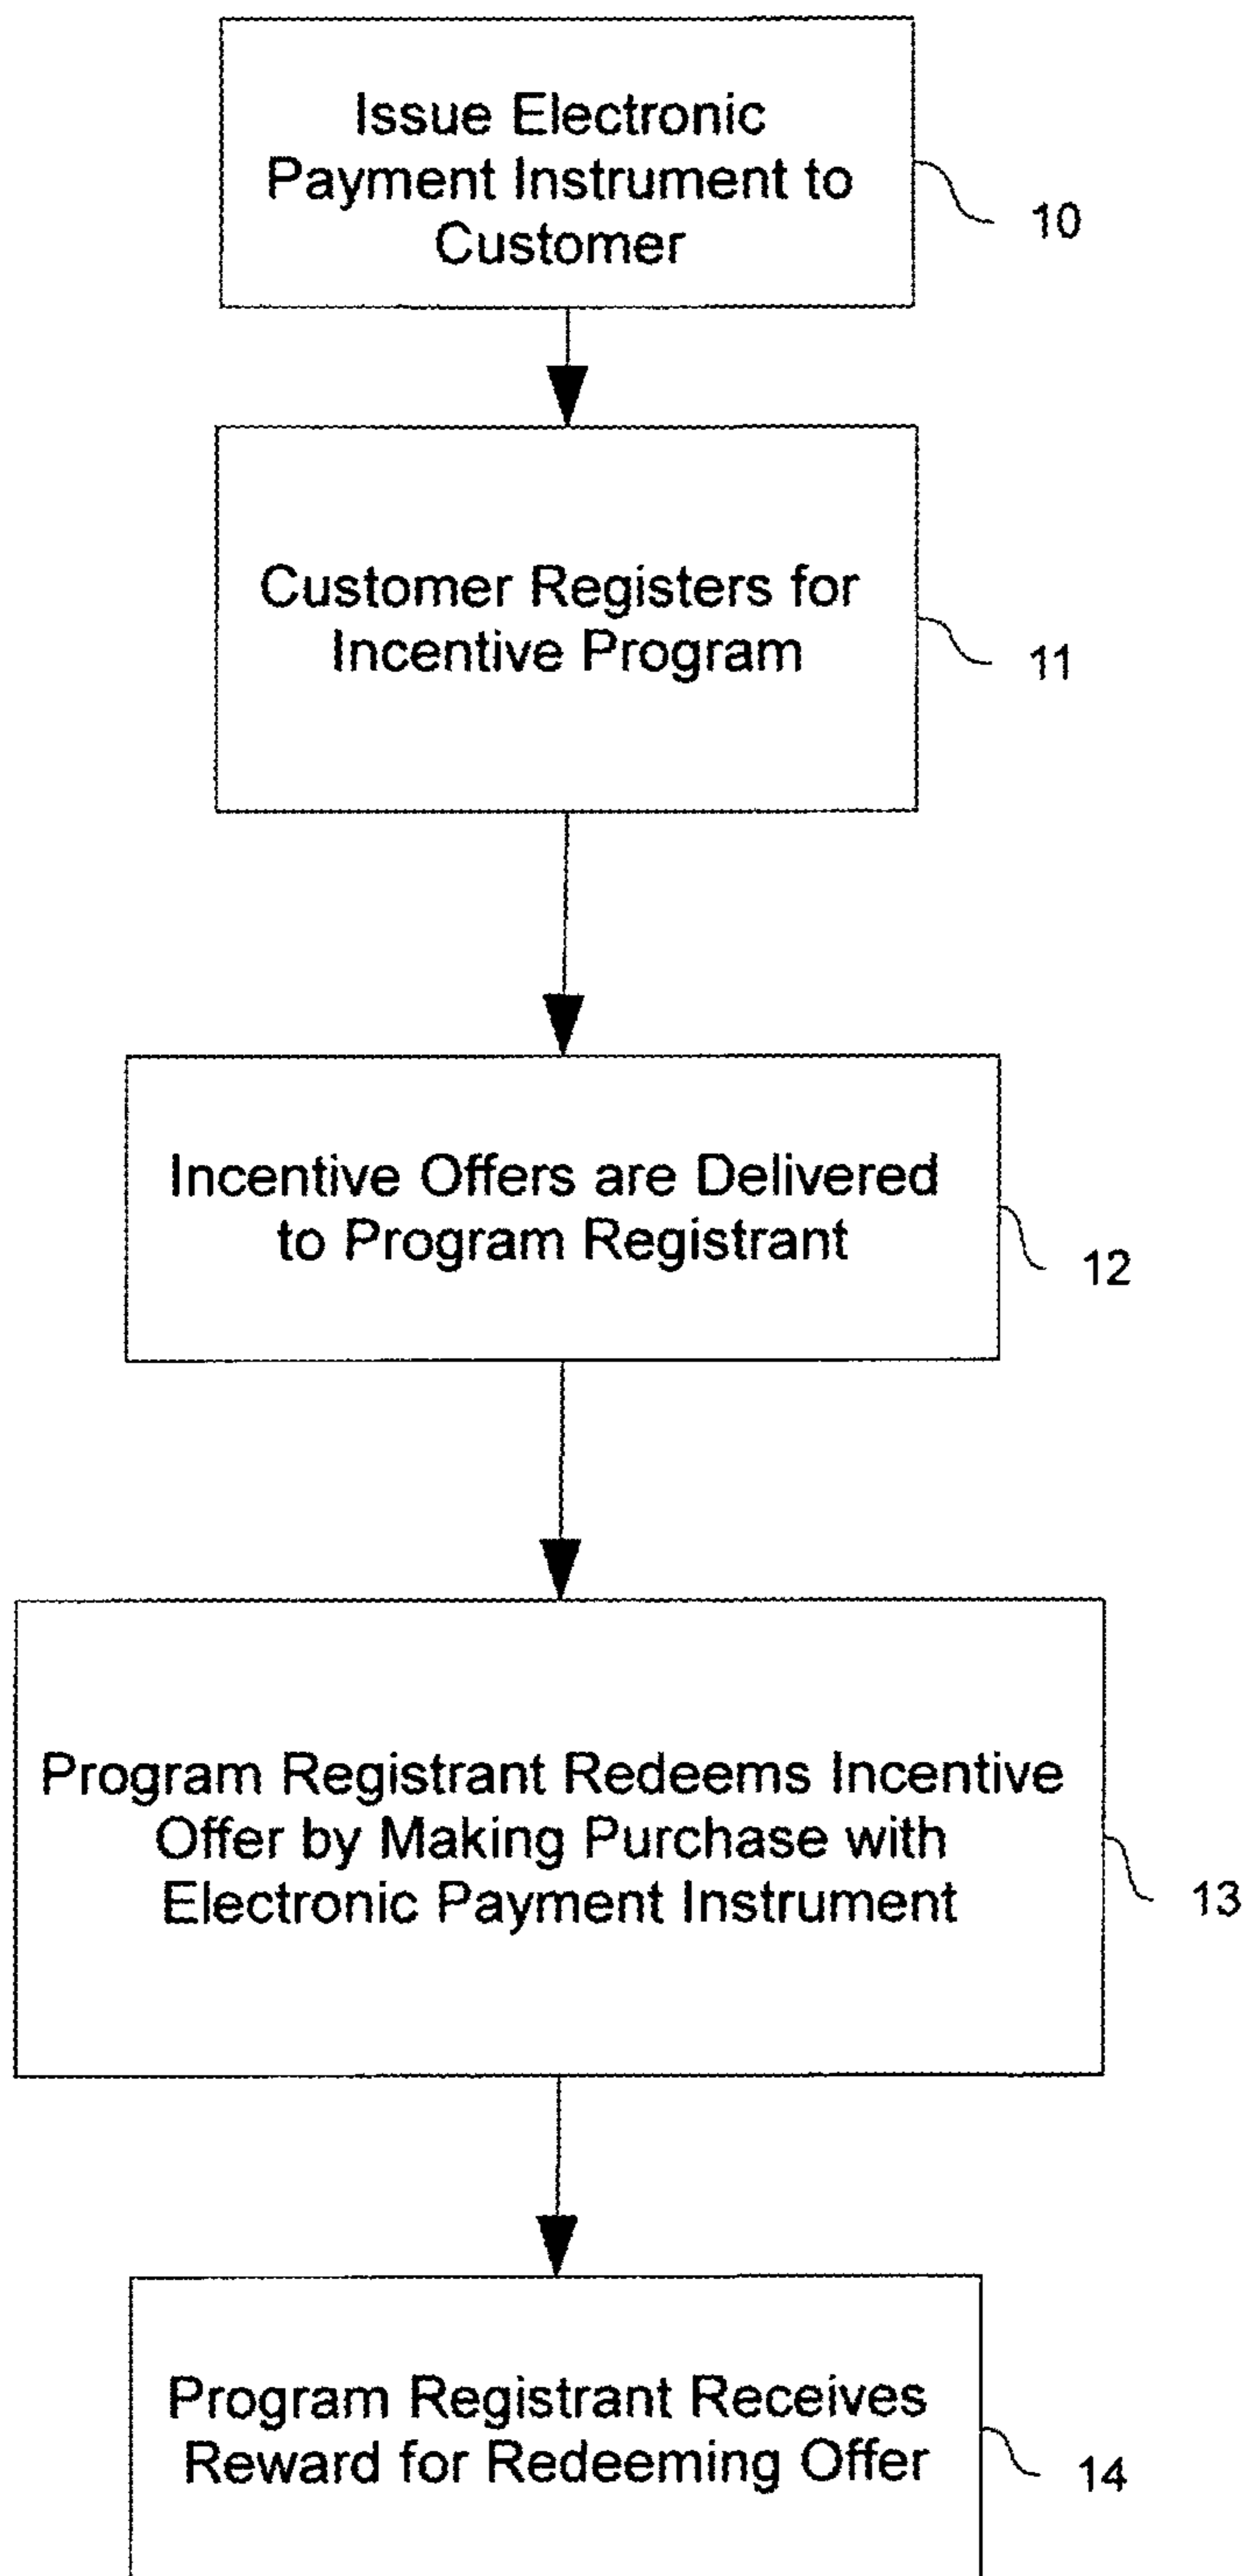 Issue Electronic
Payment Instrument to
Customer
10
Customer Registers for
Incentive Program
11
Incentive Offers are Delivered
to Program Registrant
12
Program Registrant Redeems Incentive
Offer by Making Purchase with
Electronic Payment Instrument
13
Program Registrant Receives
Reward for Redeeming Offer
14